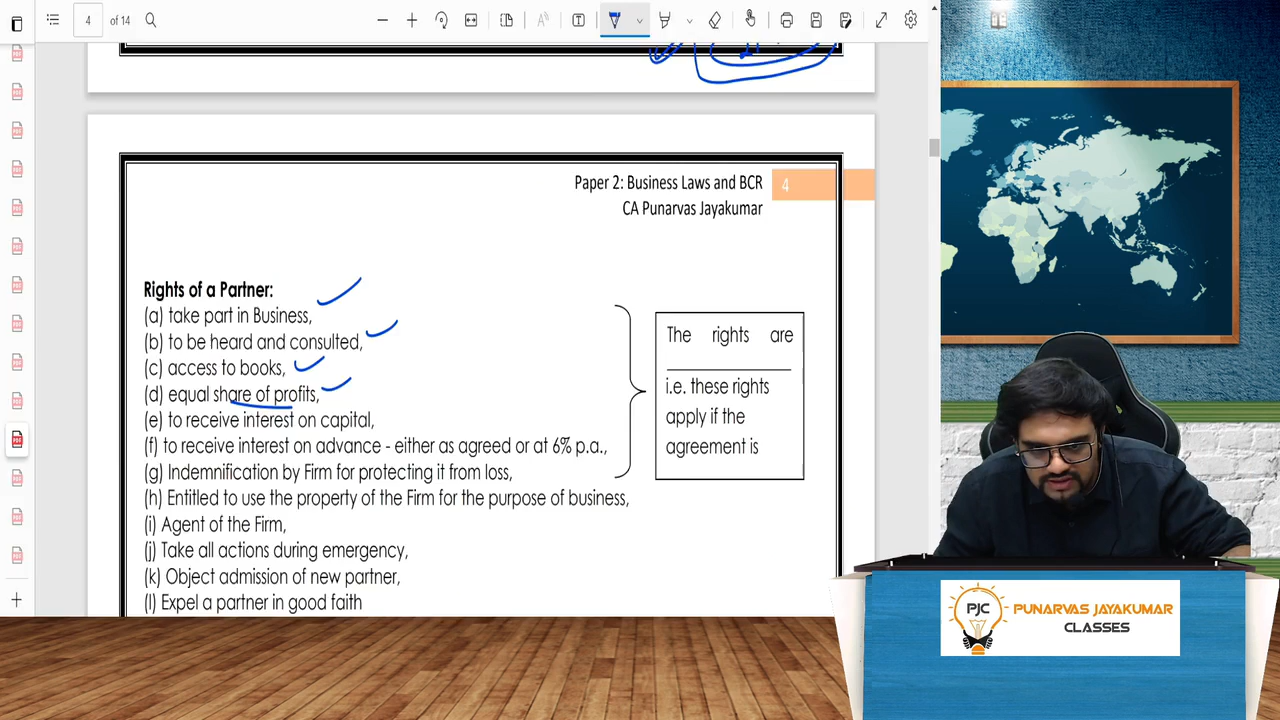 4 of 14
Paper 2: Business Laws and BCR 4
CA Punarvas Jayakumar
Rights of a Partner:
(a) take part in Business,
(b) to be heard and consulted,
(c) access to books,
(d) equal share of profits,
(e) to receive interest on capital,
(f) to receive interest on advance - either as agreed or at 6% p.a.,
(g) Indemnification by Firm for protecting it from loss,
(h) Entitled to use the property of the Firm for the purpose of business,
(i) Agent of the Firm,
(j) Take all actions during emergency,
(k) Object admission of new partner,
(l) Expel a partner in good faith
The rights are
i.e. these rights
apply if the
agreement is
PJC PUNARVAS JAYAKUMAR
CLASSES